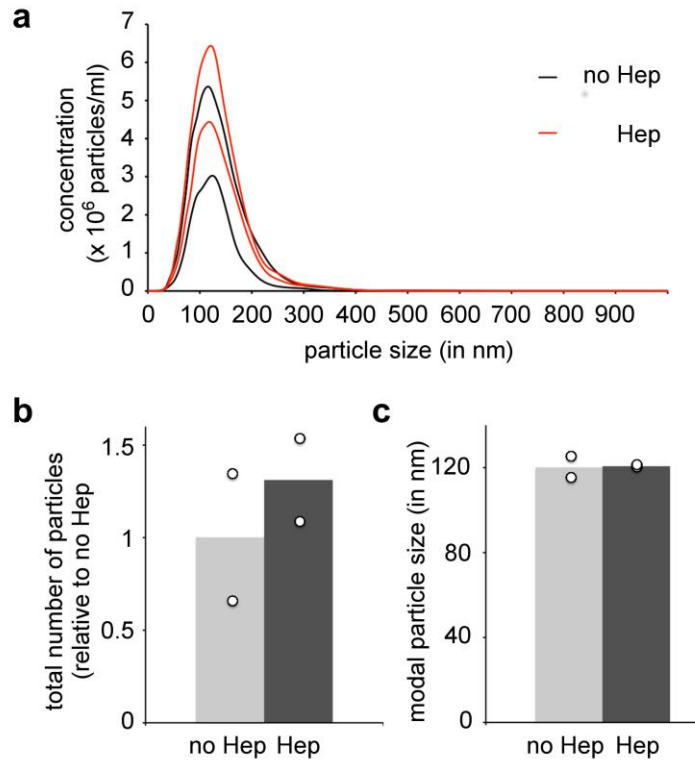 a
concentration
(x 10⁶ particles/ml)
7
6
5
4
3
2
1
0
0 100 200 300 400 500 600 700 800 900
particle size (in nm)
no Hep
Hep
b
total number of particles
(relative to no Hep
1.5
1
0.5
0
no Hep Hep
c
modal particle size (in nm)
120
80
40
0
no Hep Hep